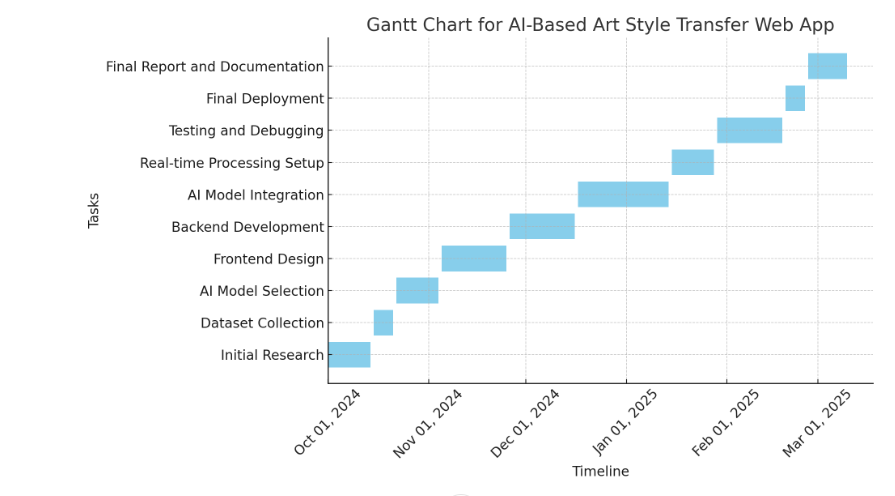 Gantt Chart for AI-Based Art Style Transfer Web App
Final Report and Documentation
Final Deployment
Testing and Debugging
Real-time Processing Setup
AI Model Integration
Backend Development
Frontend Design
AI Model Selection
Dataset Collection
Initial Research
Tasks
Oct 01, 2024
Nov 01, 2024
Dec 01, 2024
Jan 01, 2025
Feb 01, 2025
Mar 01, 2025
Timeline